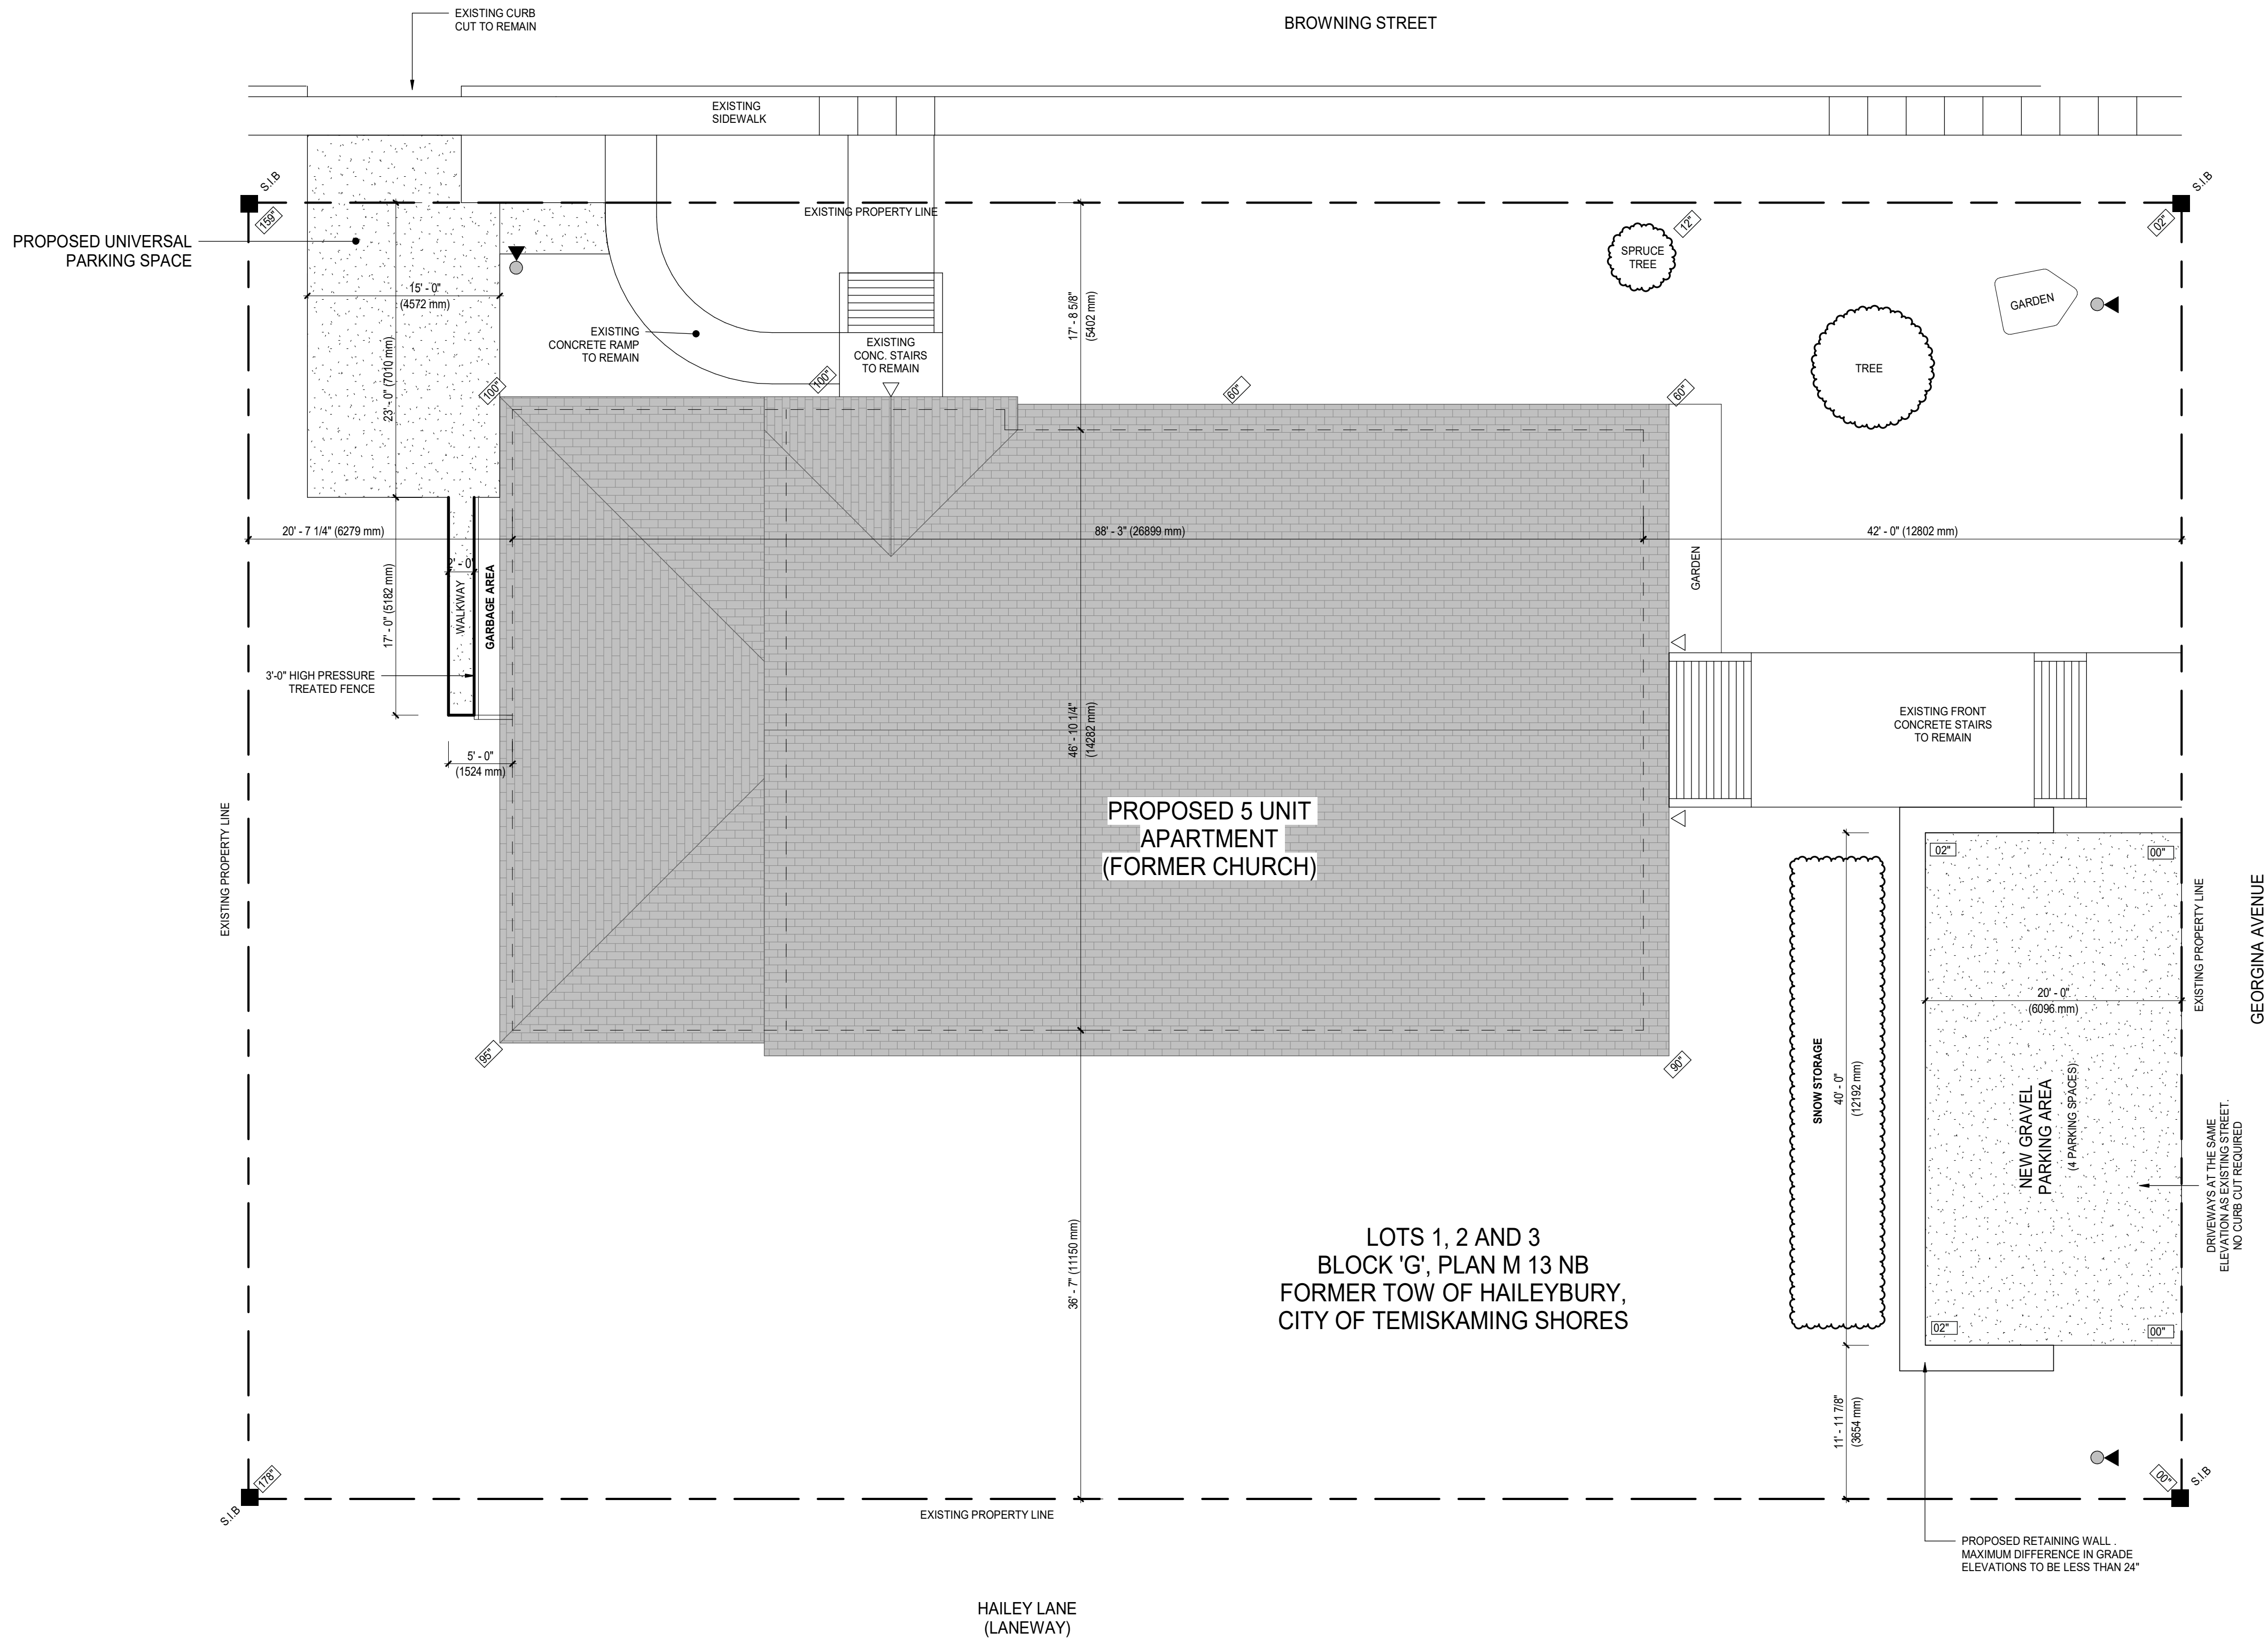 EXISTING CURB
CUT TO REMAIN
BROWNING STREET
EXISTING
SIDEWALK
S.I.B
159"
EXISTING PROPERTY LINE
12"
02"
S.I.B
PROPOSED UNIVERSAL
PARKING SPACE
SPRUCE
TREE
GARDEN
15' - 0"
(4572 mm)
23' - 0" (7010 mm)
EXISTING
CONCRETE RAMP
TO REMAIN
17' - 8 5/8"
(5402 mm)
EXISTING
CONC. STAIRS
TO REMAIN
TREE
100"
100"
60"
60"
20' - 7 1/4" (6279 mm)
88' - 3" (26899 mm)
42' - 0" (12802 mm)
2' - 0"
WALKWAY
GARBAGE AREA
GARDEN
17' - 0" (5182 mm)
3'-0" HIGH PRESSURE
TREATED FENCE
46' - 10 1/4"
(14282 mm)
EXISTING FRONT
CONCRETE STAIRS
TO REMAIN
5' - 0"
(1524 mm)
EXISTING PROPERTY LINE
PROPOSED 5 UNIT
APARTMENT
(FORMER CHURCH)
02"
00"
EXISTING PROPERTY LINE
GEORGINA AVENUE
20' - 0"
(6096 mm)
95"
90"
SNOW STORAGE
40' - 0"
(12192 mm)
NEW GRAVEL
PARKING AREA
(4 PARKING SPACES)
DRIVEWAYS AT THE SAME
ELEVATION AS EXISTING STREET.
NO CURB CUT REQUIRED
36' - 7" (11150 mm)
LOTS 1, 2 AND 3
BLOCK 'G', PLAN M 13 NB
FORMER TOW OF HAILEYBURY,
CITY OF TEMISKAMING SHORES
02"
00"
11' - 11 7/8"
(3654 mm)
178"
S.I.B
00"
S.I.B
EXISTING PROPERTY LINE
PROPOSED RETAINING WALL .
MAXIMUM DIFFERENCE IN GRADE
ELEVATIONS TO BE LESS THAN 24"
HAILEY LANE
(LANEWAY)